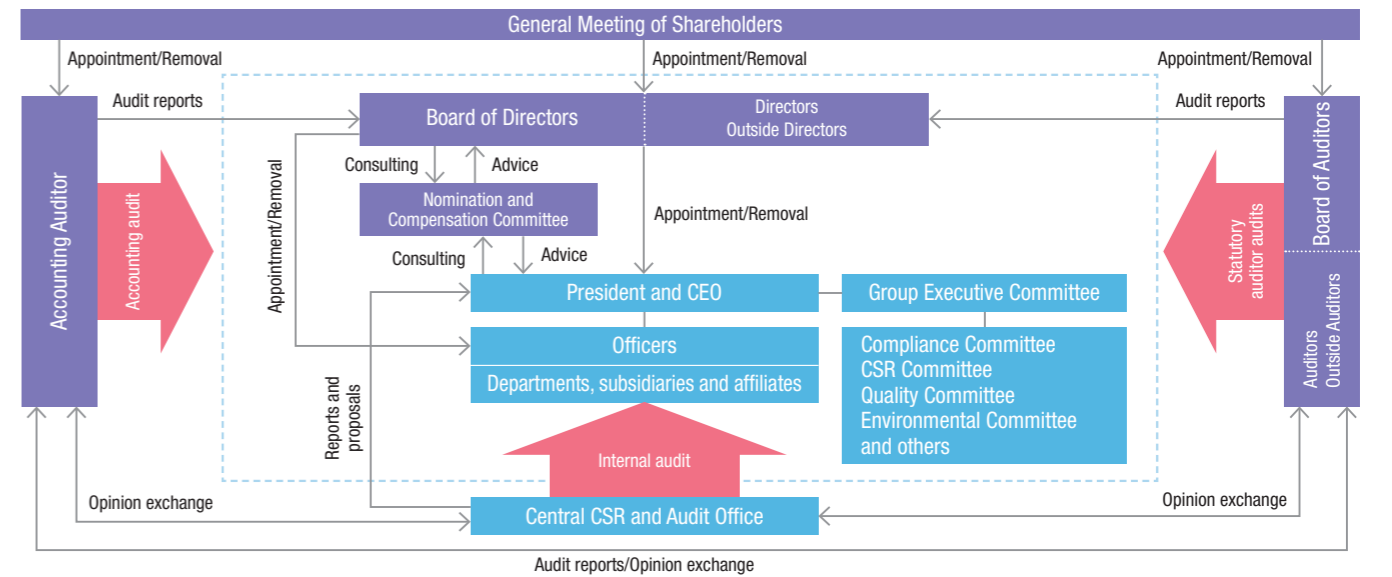 General Meeting of Shareholders
Appointment/Removal
Appointment/Removal
Appointment/Removal
Audit reports
Board of Directors
Directors
Outside Directors
Audit reports
Accounting Auditor
Accounting audit
Appointment/Removal
Consulting
Advice
Nomination and
Compensation Committee
Appointment/Removal
Consulting
Advice
Statutory
auditor audits
Board of Auditors
Auditors
Outside Auditors
President and CEO
Group Executive Committee
Officers
Departments, subsidiaries and affiliates
Compliance Committee
CSR Committee
Quality Committee
Environmental Committee
and others
Reports and
proposals
Internal audit
Opinion exchange
Central CSR and Audit Office
Opinion exchange
Audit reports/Opinion exchange